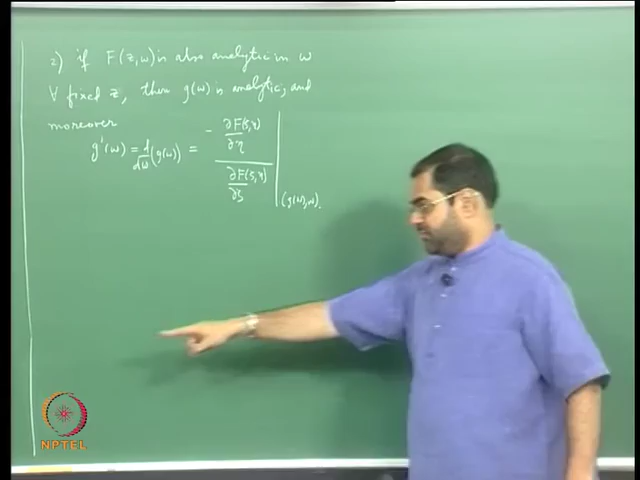 2) if F(z,w) is also analytic in w
∀ fixed z, then g(w) is analytic, and
moreover
g'(w) = d/dw (g(w)) = - ∂F(ζ,η)/∂η / ∂F(ζ,η)/∂ζ | (g(w),w).
NPTEL